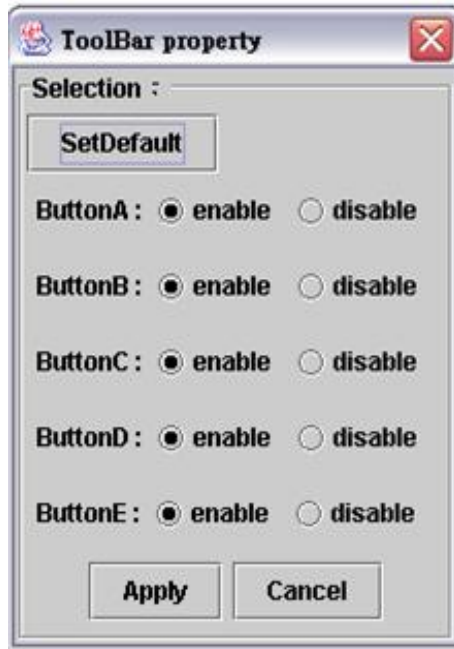 ToolBar property
Selection :
SetDefault
ButtonA : enable disable
ButtonB : enable disable
ButtonC : enable disable
ButtonD : enable disable
ButtonE : enable disable
Apply Cancel